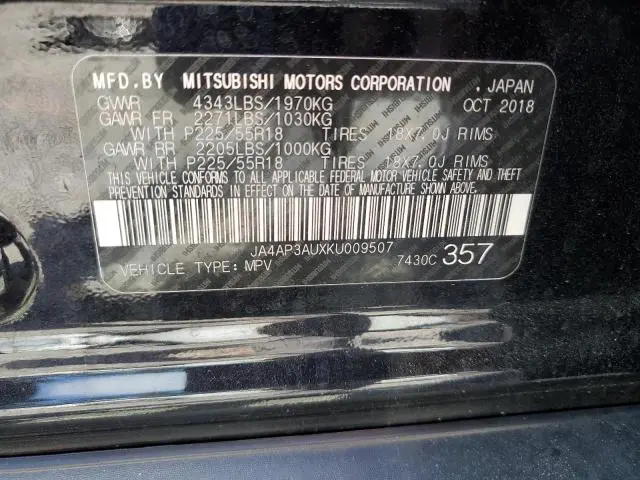 MFD.BY MITSUBISHI MOTORS CORPORATION , JAPAN
GVWR 4343LBS/1970KG OCT 2018
GAWR FR 2271LBS/1030KG
WITH P225/55R18 TIRES 18X7.0J RIMS
GAWR RR 2205LBS/1000KG
WITH P225/55R18 TIRES 18X7.0J RIMS
THIS VEHICLE CONFORMS TO ALL APPLICABLE FEDERAL MOTOR VEHICLE SAFETY AND THEFT
PREVENTION STANDARDS IN EFFECT ON THE DATE OF MANUFACTURE SHOWN ABOVE.
JA4AP3AUXKU009507
VEHICLE TYPE: MPV 7430C 357